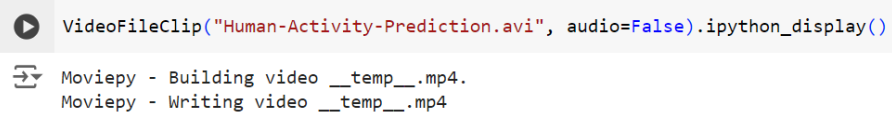 VideoFileClip("Human-Activity-Prediction.avi", audio=False).ipython_display()
Moviepy - Building video __temp__.mp4.
Moviepy - Writing video __temp__.mp4